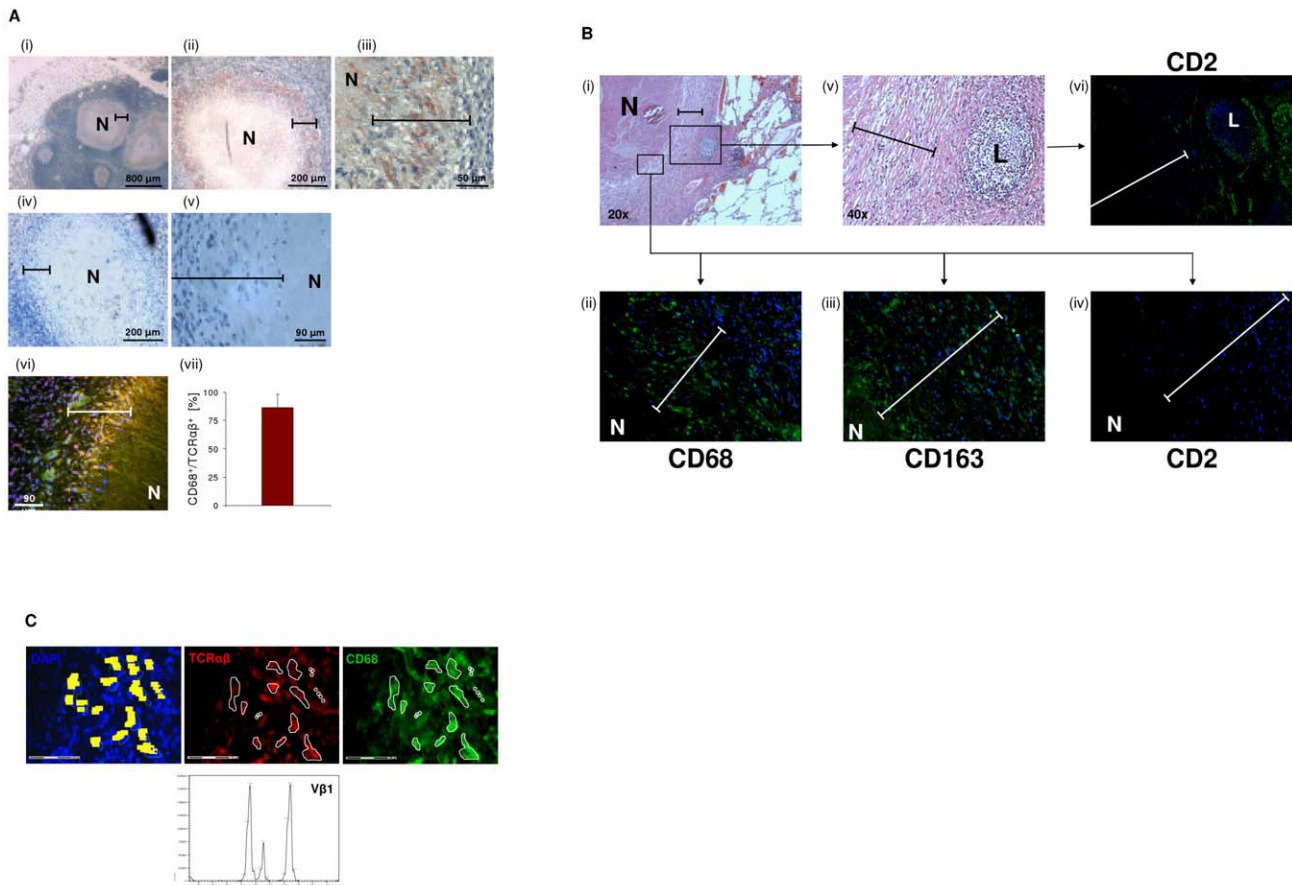 A
(i)
(ii)
(iii)
N
800 µm
N
200 µm
N
50 µm
(iv)
(v)
N
200 µm
N
90 µm
(vi)
(vii)
N
90
CD68⁺/TCRαβ⁺ [%]
100
75
50
25
0
B
CD2
(i)
N
20x
(v)
L
40x
(vi)
L
(ii)
N
CD68
(iii)
N
CD163
(iv)
N
CD2
C
DAPI
TCRαβ
CD68
Vβ1